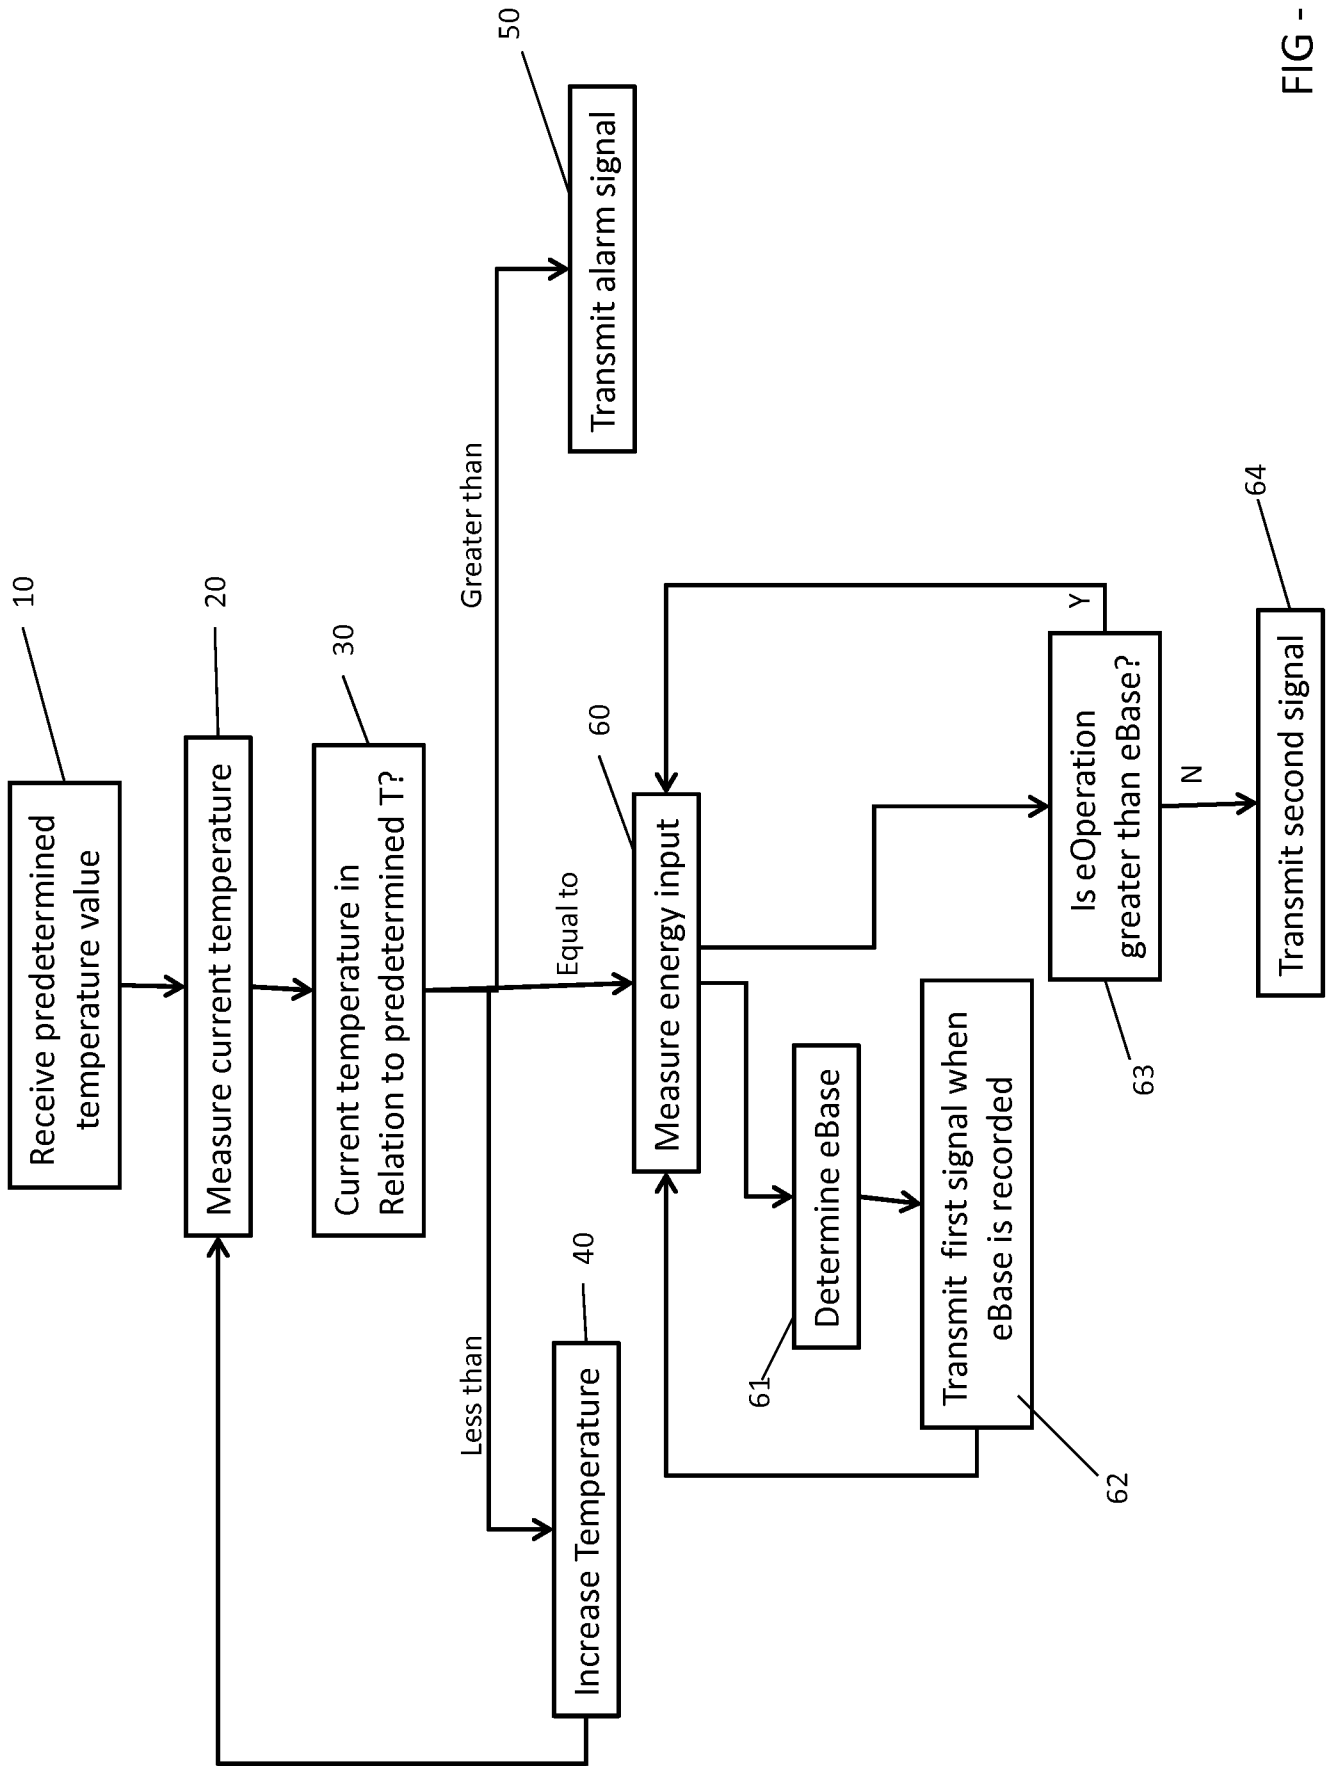 10
Receive predetermined
temperature value
20
Measure current temperature
30
Current temperature in
Relation to predetermined T?
Less than
Greater than
Equal to
40
Increase Temperature
50
Transmit alarm signal
60
Measure energy input
61
Determine eBase
62
Transmit first signal when
eBase is recorded
63
Is eOperation
greater than eBase?
Y
N
64
Transmit second signal
FIG -